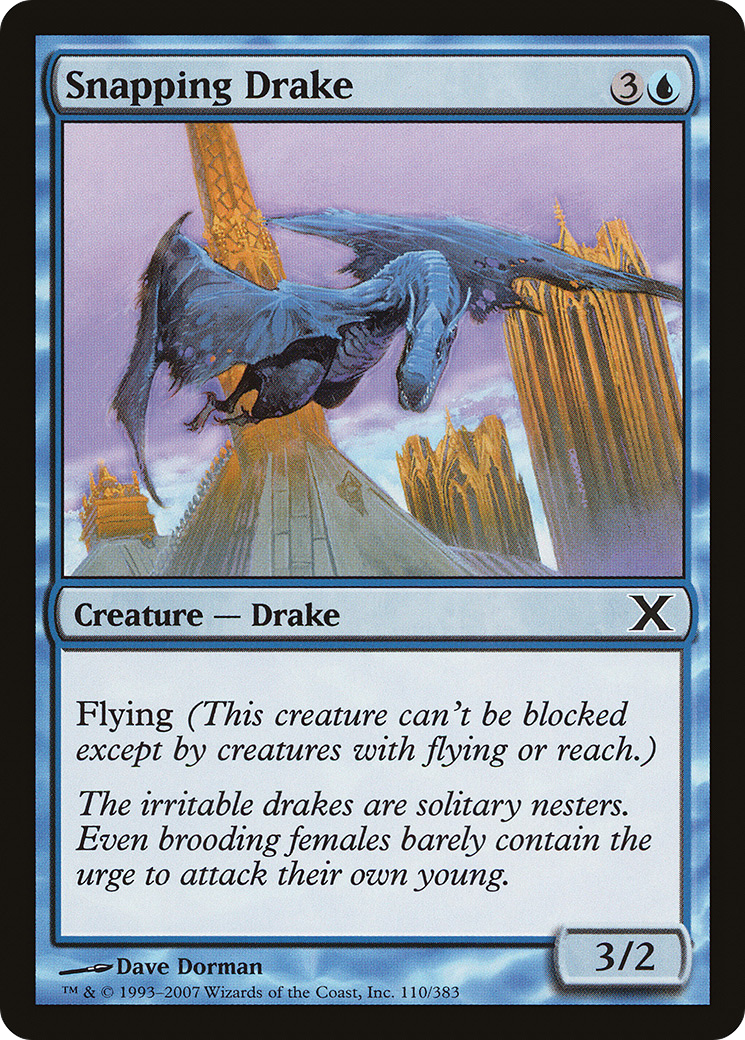 Snapping Drake 3
Creature — Drake X
Flying (This creature can't be blocked
except by creatures with flying or reach.)
The irritable drakes are solitary nesters.
Even brooding females barely contain the
urge to attack their own young.
3/2
Dave Dorman
™ & © 1993–2007 Wizards of the Coast, Inc. 110/383